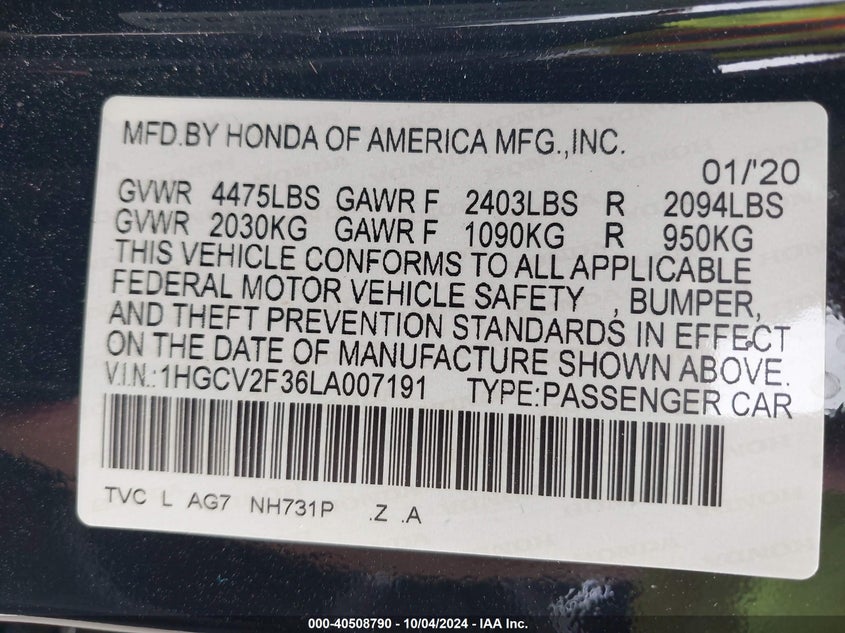 MFD.BY HONDA OF AMERICA MFG.,INC.
01/'20
GVWR 4475LBS GAWR F 2403LBS R 2094LBS
GVWR 2030KG GAWR F 1090KG R 950KG
THIS VEHICLE CONFORMS TO ALL APPLICABLE
FEDERAL MOTOR VEHICLE SAFETY , BUMPER,
AND THEFT PREVENTION STANDARDS IN EFFECT
ON THE DATE OF MANUFACTURE SHOWN ABOVE.
V.I.N.:1HGCV2F36LA007191 TYPE:PASSENGER CAR
TVC L AG7 NH731P .Z .A
000-40508790 - 10/04/2024 - IAA Inc.